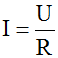 I = U/R